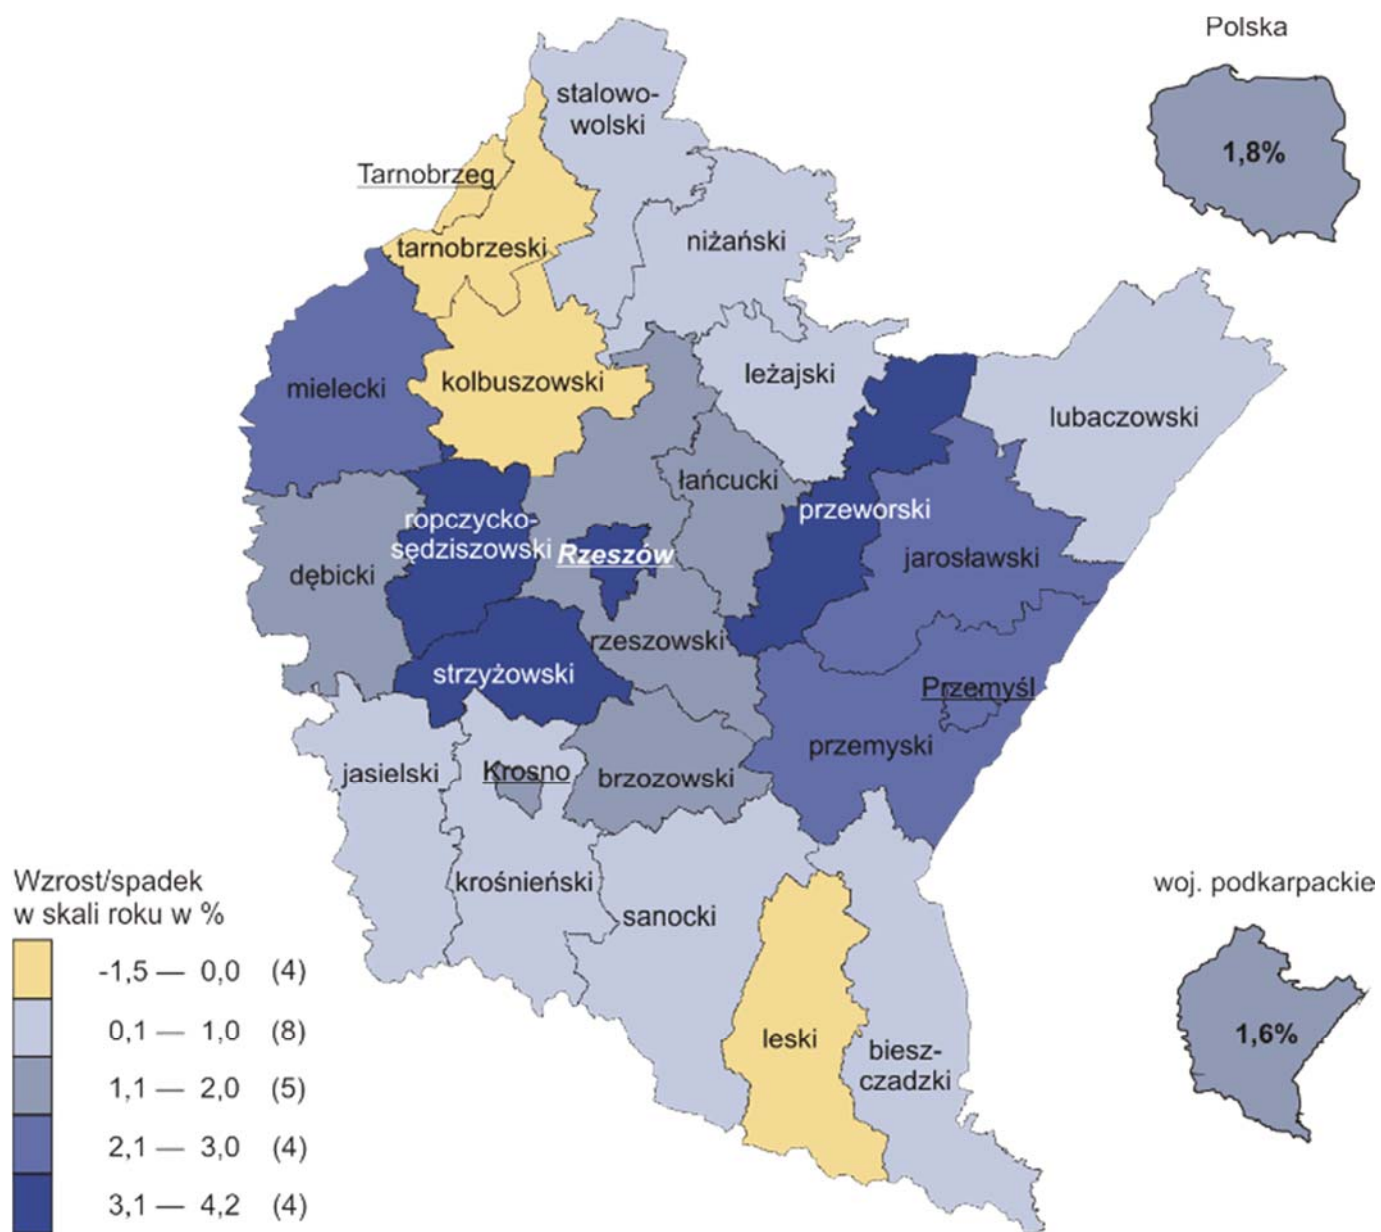 Polska
1,8%
stalowo-
wolski
Tarnobrzeg
tarnobrzeski
niżański
mielecki
kolbuszowski
leżajski
lubaczowski
łańcucki
ropczycko-
sędziszowski
Rzeszów
przeworski
jarosławski
dębicki
rzeszowski
strzyżowski
Przemyśl
przemyski
jasielski
Krosno
brzozowski
krośnieński
sanocki
leski
biesz-
czadzki
woj. podkarpackie
1,6%
Wzrost/spadek
w skali roku w %
-1,5 — 0,0 (4)
0,1 — 1,0 (8)
1,1 — 2,0 (5)
2,1 — 3,0 (4)
3,1 — 4,2 (4)